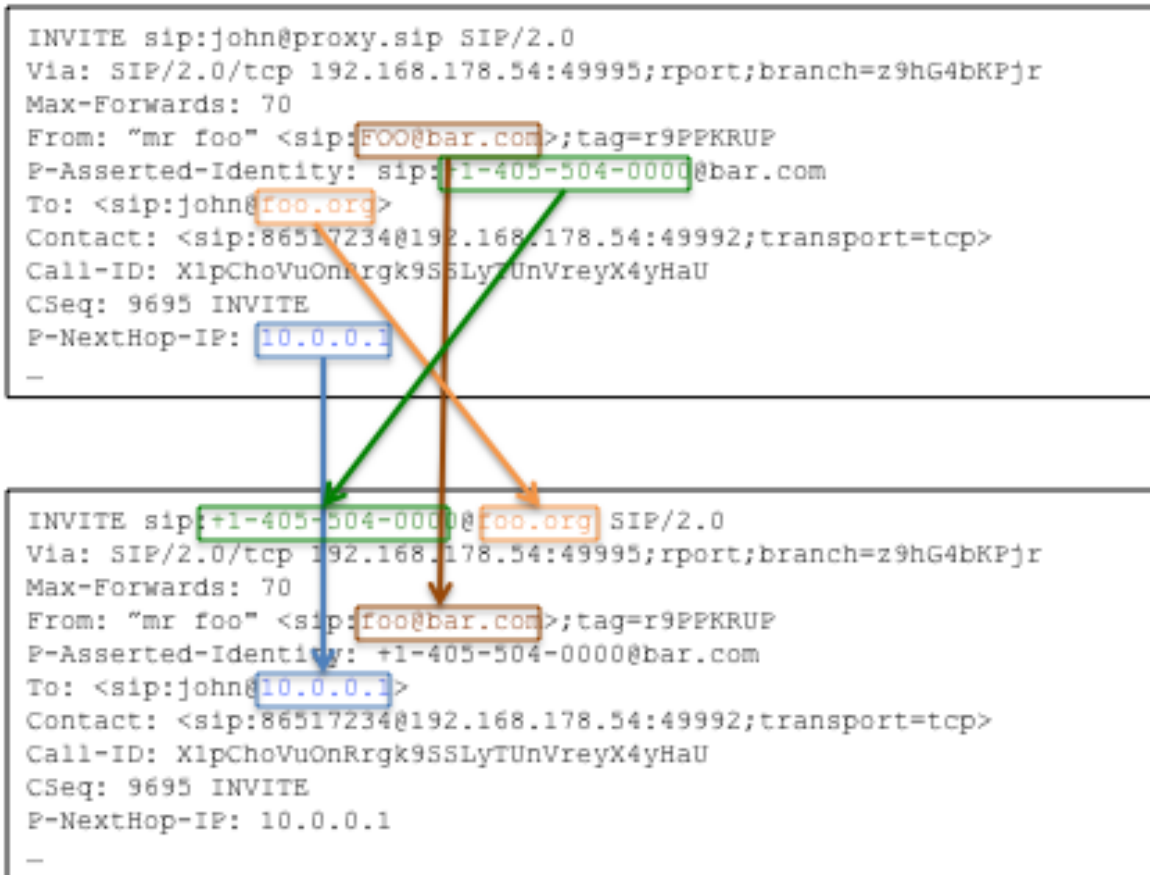 INVITE sip:john@proxy.sip SIP/2.0
Via: SIP/2.0/tcp 192.168.178.54:49995;rport;branch=z9hG4bKPjr
Max-Forwards: 70
From: "mr foo" <sip:FOO@bar.com>;tag=r9PPKRUP
P-Asserted-Identity: sip:+1-405-504-0000@bar.com
To: <sip:john@foo.org>
Contact: <sip:86517234@192.168.178.54:49992;transport=tcp>
Call-ID: X1pChoVuOnRrgk9SSLyTUnVreyX4yHaU
CSeq: 9695 INVITE
P-NextHop-IP: 10.0.0.1
_
INVITE sip:+1-405-504-0000@foo.org SIP/2.0
Via: SIP/2.0/tcp 192.168.178.54:49995;rport;branch=z9hG4bKPjr
Max-Forwards: 70
From: "mr foo" <sip:foo@bar.com>;tag=r9PPKRUP
P-Asserted-Identity: +1-405-504-0000@bar.com
To: <sip:john@10.0.0.1>
Contact: <sip:86517234@192.168.178.54:49992;transport=tcp>
Call-ID: X1pChoVuOnRrgk9SSLyTUnVreyX4yHaU
CSeq: 9695 INVITE
P-NextHop-IP: 10.0.0.1
_